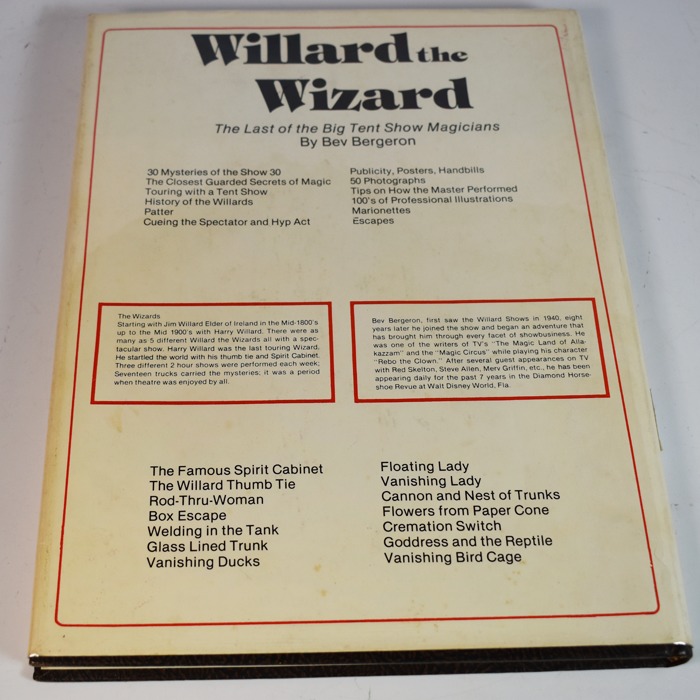 Willard the
Wizard
The Last of the Big Tent Show Magicians
By Bev Bergeron
30 Mysteries of the Show 30
The Closest Guarded Secrets of Magic
Touring with a Tent Show
History of the Willards
Patter
Cueing the Spectator and Hyp Act
Publicity, Posters, Handbills
50 Photographs
Tips on How the Master Performed
100's of Professional Illustrations
Marionettes
Escapes
The Wizards
Starting with Jim Willard Elder of Ireland in the Mid-1800's
up to the Mid 1900's with Harry Willard. There were as
many as 5 different Willard the Wizards all with a spec-
tacular show. Harry Willard was the last touring Wizard.
He startled the world with his thumb tie and Spirit Cabinet.
Three different 2 hour shows were performed each week;
Seventeen trucks carried the mysteries; it was a period
when theatre was enjoyed by all.
Bev Bergeron, first saw the Willard Shows in 1940, eight
years later he joined the show and began an adventure that
has brought him through every facet of showbusiness. He
was one of the writers of TV's "The Magic Land of Alla-
kazzam" and the "Magic Circus" while playing his character
"Rebo the Clown." After several guest appearances on TV
with Red Skelton, Steve Allen, Merv Griffin, etc., he has been
appearing daily for the past 7 years in the Diamond Horse-
shoe Revue at Walt Disney World, Fla.
The Famous Spirit Cabinet
The Willard Thumb Tie
Rod-Thru-Woman
Box Escape
Welding in the Tank
Glass Lined Trunk
Vanishing Ducks
Floating Lady
Vanishing Lady
Cannon and Nest of Trunks
Flowers from Paper Cone
Cremation Switch
Goddress and the Reptile
Vanishing Bird Cage